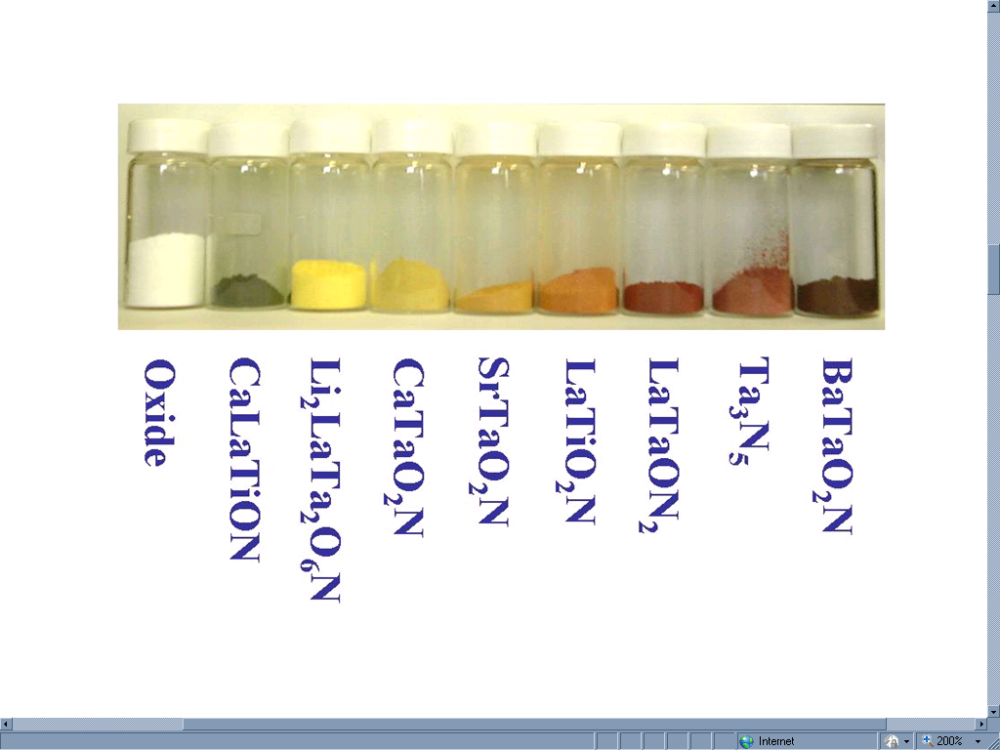 Oxide
CaLaTiON
Li₂LaTa₂O₆N
CaTaO₂N
SrTaO₂N
LaTiO₂N
LaTaON₂
Ta₃N₅
BaTaO₂N
Internet
200%